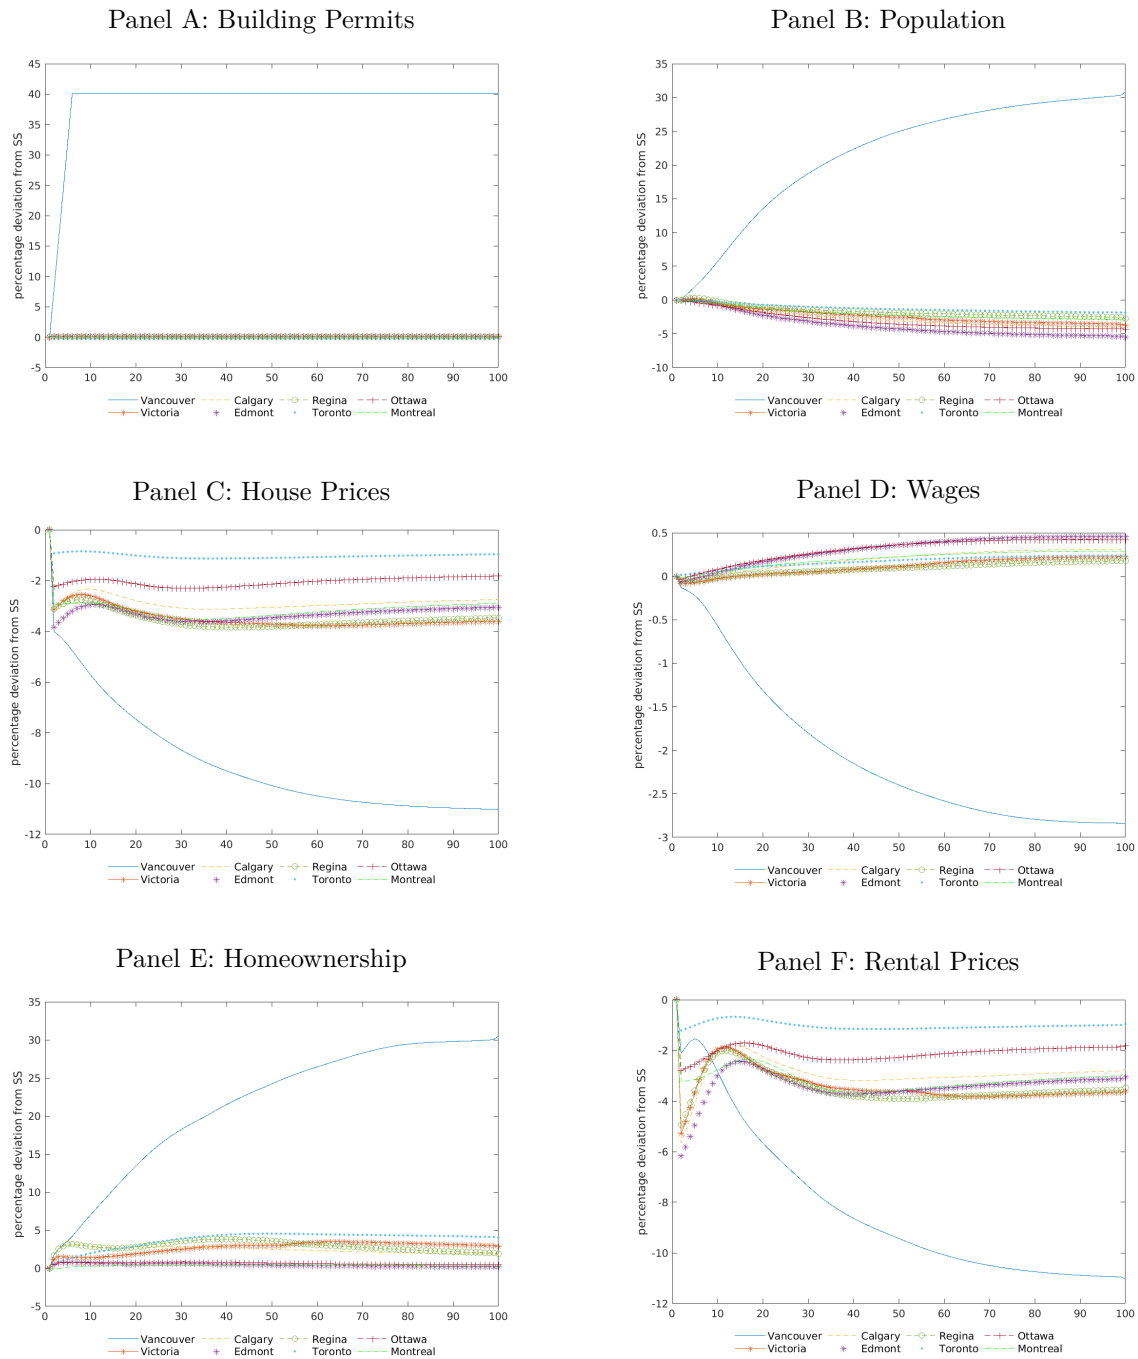 Panel A: Building Permits
percentage deviation from SS
45
40
35
30
25
20
15
10
5
0
-5
0 10 20 30 40 50 60 70 80 90 100
Vancouver Calgary Regina Ottawa
Victoria Edmont Toronto Montreal
Panel B: Population
percentage deviation from SS
35
30
25
20
15
10
5
0
-5
-10
0 10 20 30 40 50 60 70 80 90 100
Vancouver Calgary Regina Ottawa
Victoria Edmont Toronto Montreal
Panel C: House Prices
percentage deviation from SS
0
-2
-4
-6
-8
-10
-12
0 10 20 30 40 50 60 70 80 90 100
Vancouver Calgary Regina Ottawa
Victoria Edmont Toronto Montreal
Panel D: Wages
percentage deviation from SS
0.5
0
-0.5
-1
-1.5
-2
-2.5
-3
0 10 20 30 40 50 60 70 80 90 100
Vancouver Calgary Regina Ottawa
Victoria Edmont Toronto Montreal
Panel E: Homeownership
percentage deviation from SS
35
30
25
20
15
10
5
0
-5
0 10 20 30 40 50 60 70 80 90 100
Vancouver Calgary Regina Ottawa
Victoria Edmont Toronto Montreal
Panel F: Rental Prices
percentage deviation from SS
0
-2
-4
-6
-8
-10
-12
0 10 20 30 40 50 60 70 80 90 100
Vancouver Calgary Regina Ottawa
Victoria Edmont Toronto Montreal